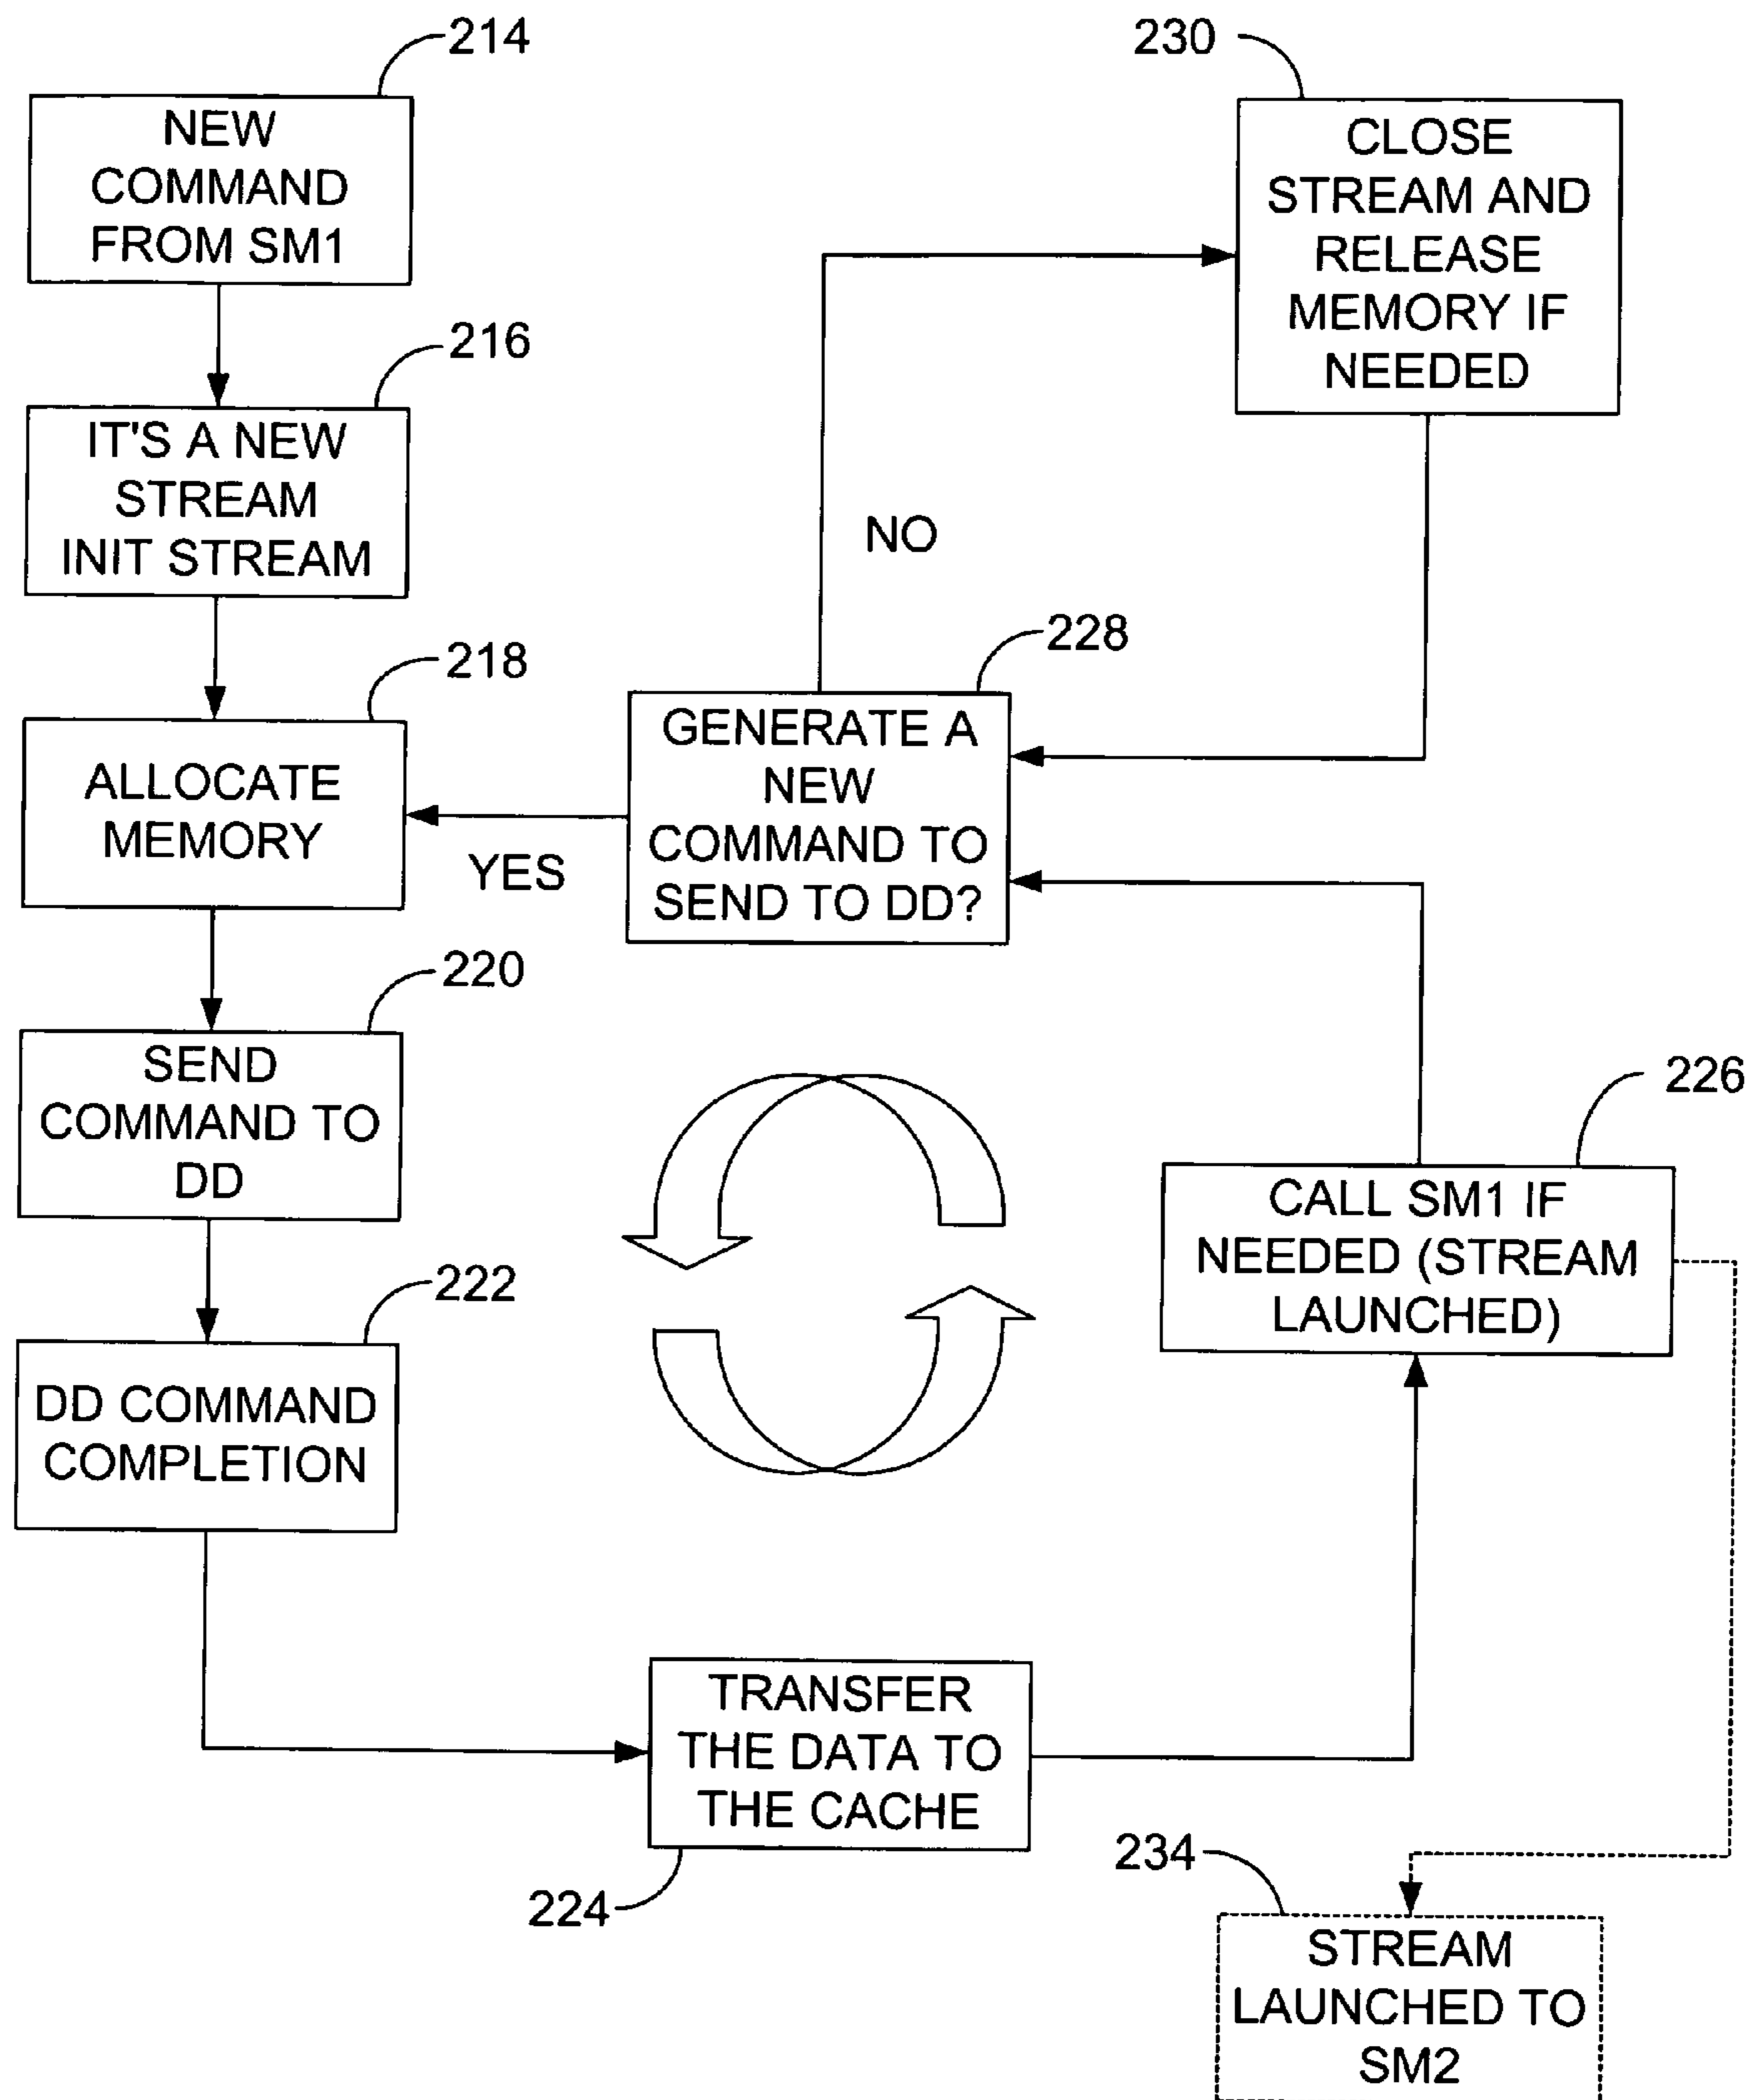 214
NEW
COMMAND
FROM SM1
216
IT'S A NEW
STREAM
INIT STREAM
218
ALLOCATE
MEMORY
220
SEND
COMMAND TO
DD
222
DD COMMAND
COMPLETION
224
TRANSFER
THE DATA TO
THE CACHE
226
CALL SM1 IF
NEEDED (STREAM
LAUNCHED)
228
GENERATE A
NEW
COMMAND TO
SEND TO DD?
YES
NO
230
CLOSE
STREAM AND
RELEASE
MEMORY IF
NEEDED
234
STREAM
LAUNCHED TO
SM2